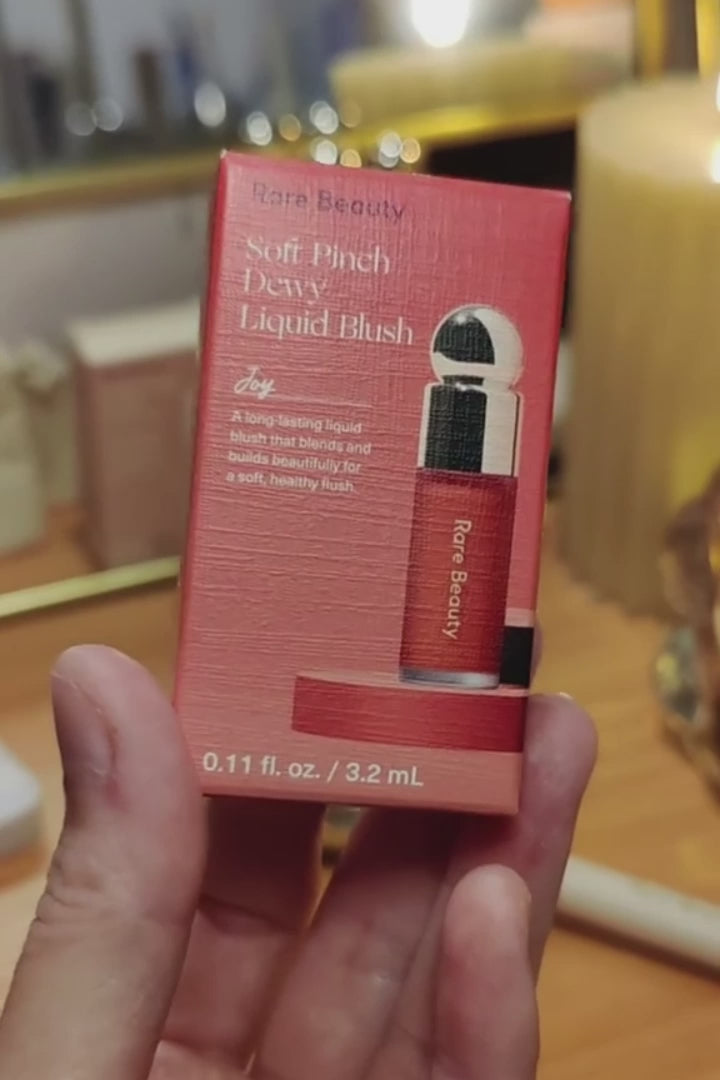 Rare Beauty
Soft Pinch
Dewy
Liquid Blush
Joy
A long-lasting liquid
blush that blends and
builds beautifully for
a soft, healthy flush.
Rare Beauty
0.11 fl. oz. / 3.2 mL